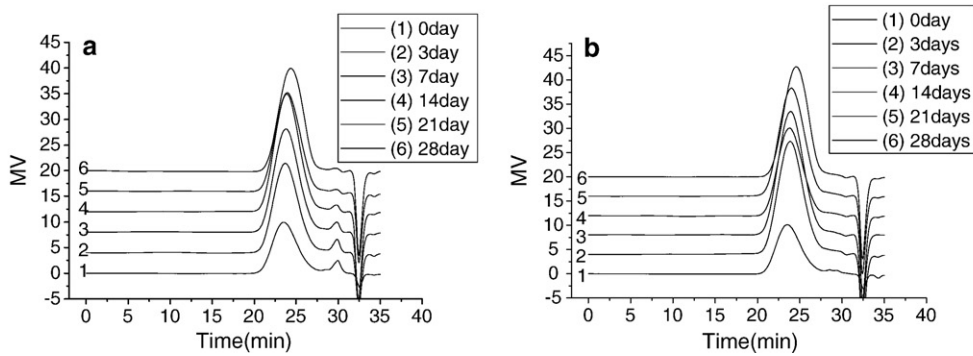 a
(1) 0day
(2) 3day
(3) 7day
(4) 14day
(5) 21day
(6) 28day
MV
45
40
35
30
25
20
15
10
5
0
-5
6
5
4
3
2
1
0 5 10 15 20 25 30 35 40
Time(min)
b
(1) 0day
(2) 3days
(3) 7days
(4) 14days
(5) 21days
(6) 28days
MV
45
40
35
30
25
20
15
10
5
0
-5
6
5
4
3
2
1
0 5 10 15 20 25 30 35 40
Time(min)